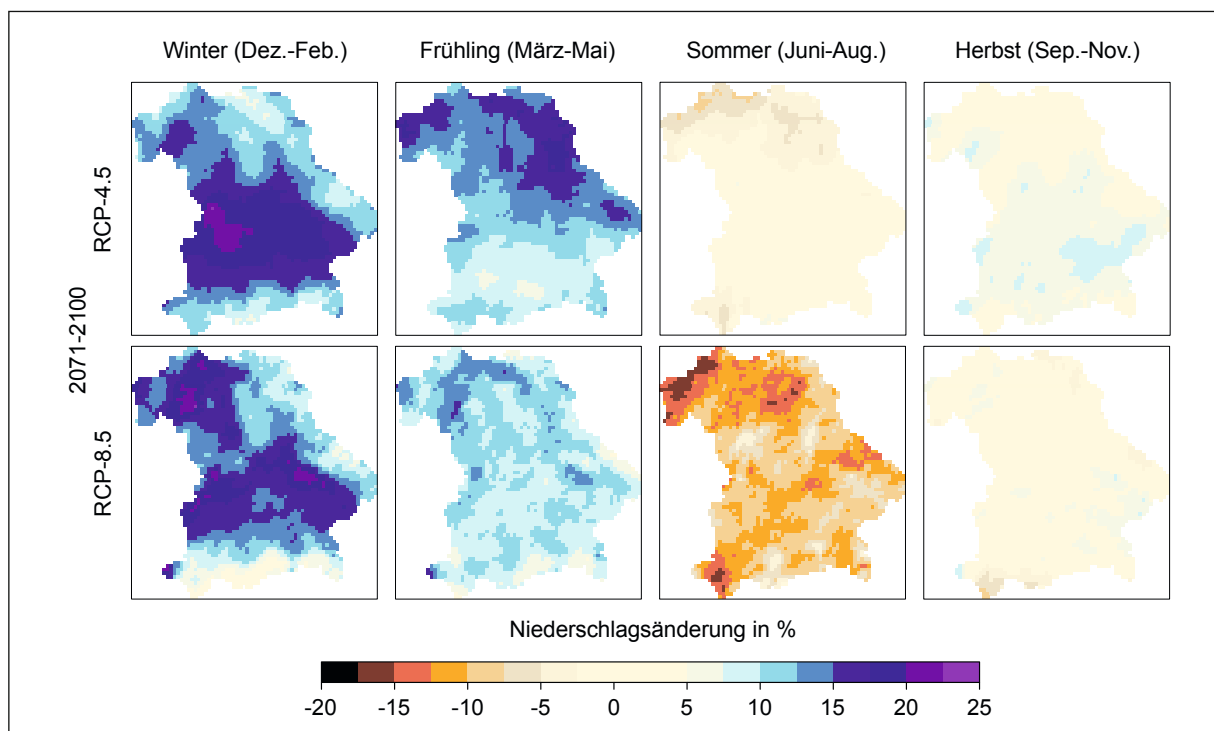 Winter (Dez.-Feb.) Frühling (März-Mai) Sommer (Juni-Aug.) Herbst (Sep.-Nov.)
2071-2100
RCP-4.5
RCP-8.5
Niederschlagsänderung in %
-20 -15 -10 -5 0 5 10 15 20 25